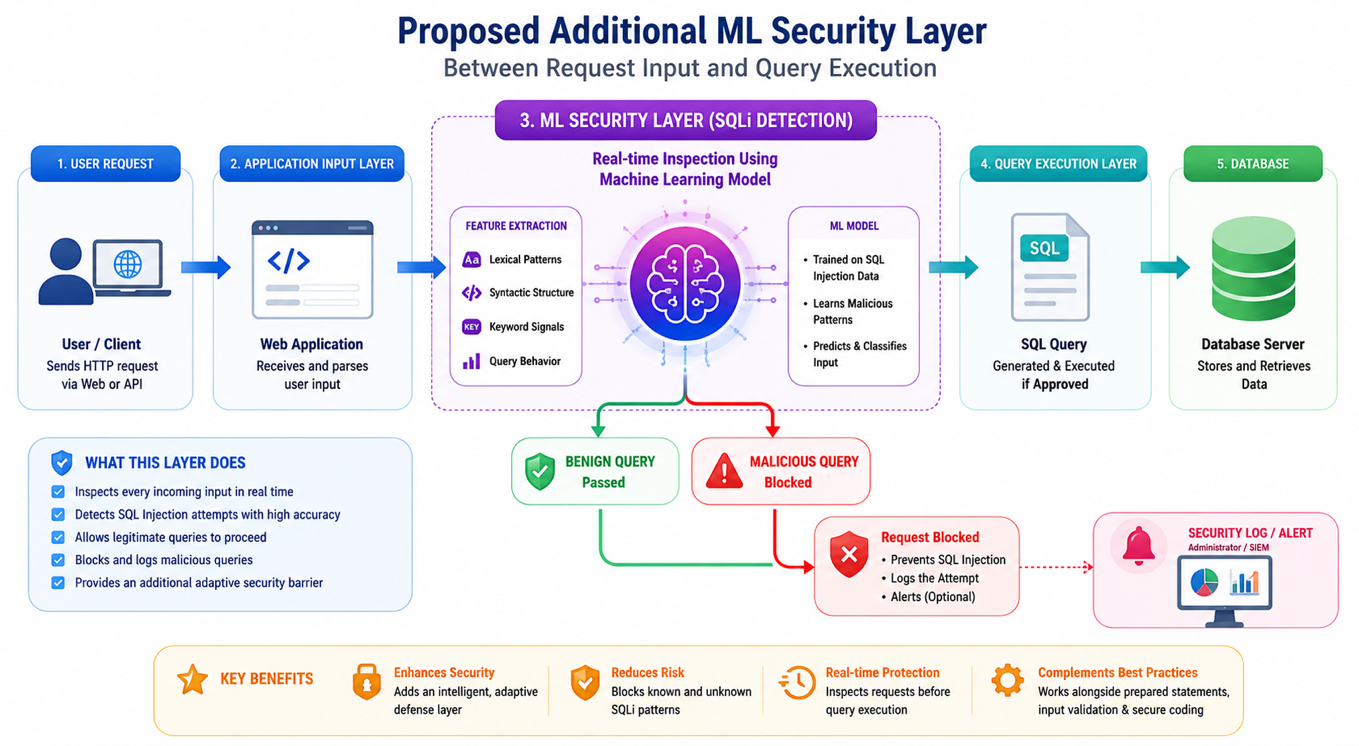 Proposed Additional ML Security Layer
Between Request Input and Query Execution
1. USER REQUEST
User / Client
Sends HTTP request
via Web or API
2. APPLICATION INPUT LAYER
</>
Web Application
Receives and parses
user input
3. ML SECURITY LAYER (SQLi DETECTION)
Real-time Inspection Using
Machine Learning Model
FEATURE EXTRACTION
Aa Lexical Patterns
</> Syntactic Structure
KEY Keyword Signals
Query Behavior
ML MODEL
• Trained on SQL
Injection Data
• Learns Malicious
Patterns
• Predicts & Classifies
Input
4. QUERY EXECUTION LAYER
SQL
SQL Query
Generated & Executed
if Approved
5. DATABASE
Database Server
Stores and Retrieves
Data
BENIGN QUERY
Passed
MALICIOUS QUERY
Blocked
WHAT THIS LAYER DOES
Inspects every incoming input in real time
Detects SQL Injection attempts with high accuracy
Allows legitimate queries to proceed
Blocks and logs malicious queries
Provides an additional adaptive security barrier
Request Blocked
• Prevents SQL Injection
• Logs the Attempt
• Alerts (Optional)
SECURITY LOG / ALERT
Administrator / SIEM
KEY BENEFITS
Enhances Security
Adds an intelligent, adaptive
defense layer
Reduces Risk
Blocks known and unknown
SQLi patterns
Real-time Protection
Inspects requests before
query execution
Complements Best Practices
Works alongside prepared statements,
input validation & secure coding